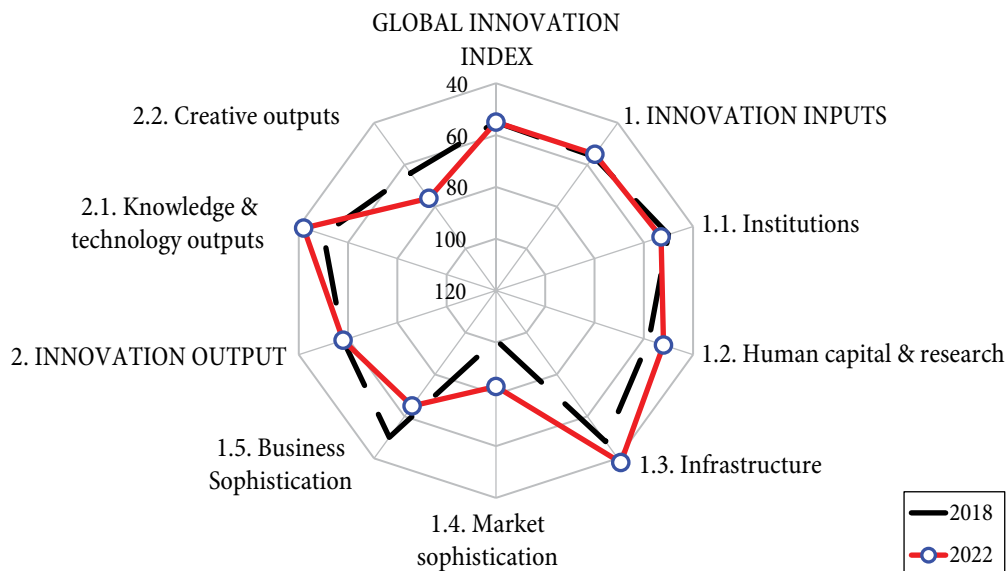 GLOBAL INNOVATION
INDEX
40
60
80
100
120
1. INNOVATION INPUTS
1.1. Institutions
1.2. Human capital & research
1.3. Infrastructure
1.4. Market
sophistication
1.5. Business
Sophistication
2. INNOVATION OUTPUT
2.1. Knowledge &
technology outputs
2.2. Creative outputs
2018
2022